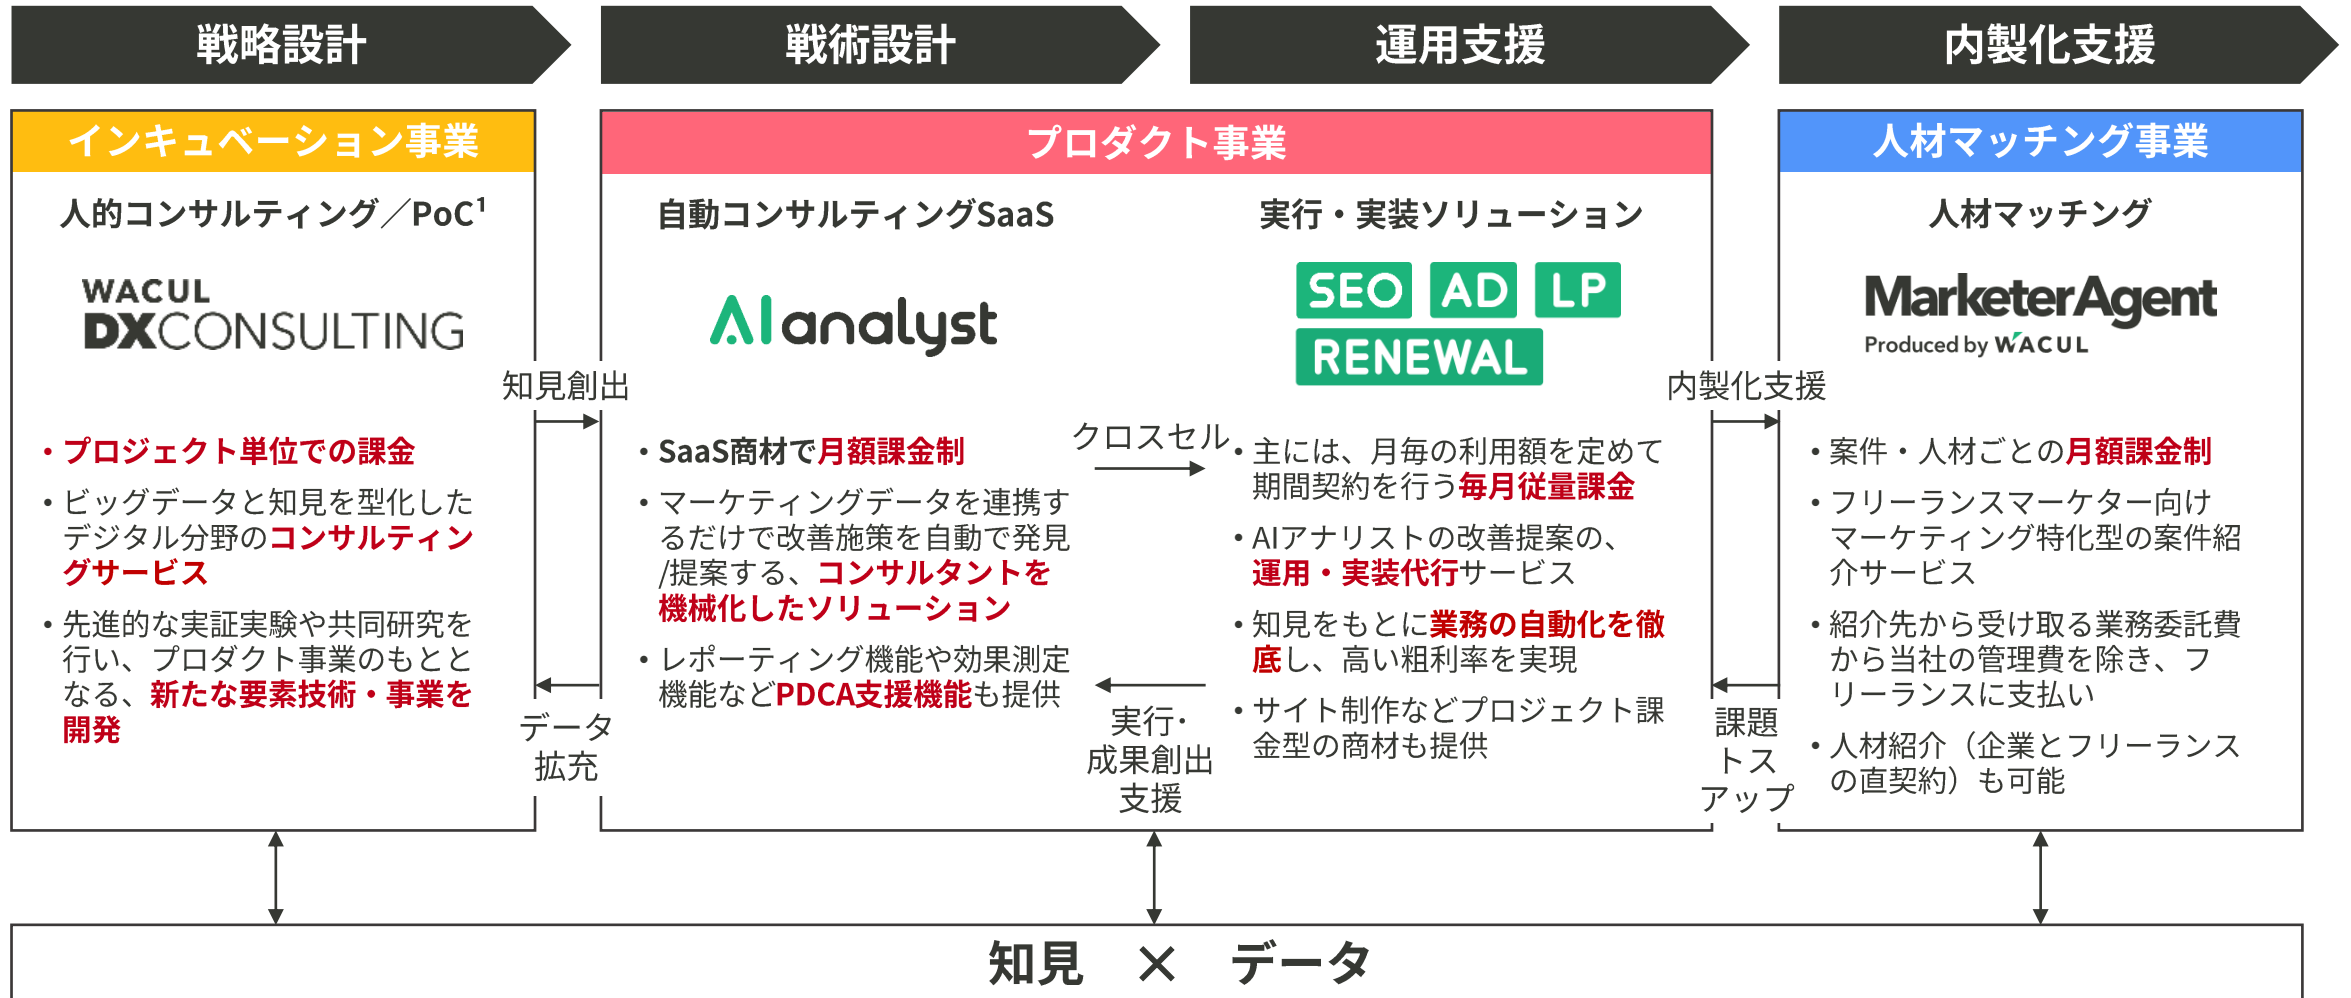 戦略設計
戦術設計
運用支援
内製化支援
インキュベーション事業
プロダクト事業
人材マッチング事業
人的コンサルティング／PoC¹
WACUL
DXCONSULTING
・プロジェクト単位での課金
・ビッグデータと知見を型化した
デジタル分野のコンサルティン
グサービス
・先進的な実証実験や共同研究を
行い、プロダクト事業のもとと
なる、新たな要素技術・事業を
開発
知見創出
データ
拡充
自動コンサルティングSaaS
AI analyst
・SaaS商材で月額課金制
・マーケティングデータを連携す
るだけで改善施策を自動で発見
/提案する、コンサルタントを
機械化したソリューション
・レポーティング機能や効果測定
機能などPDCA支援機能も提供
クロスセル
実行・
成果創出
支援
実行・実装ソリューション
SEO AD LP
RENEWAL
・主には、月毎の利用額を定めて
期間契約を行う毎月従量課金
・AIアナリストの改善提案の、
運用・実装代行サービス
・知見をもとに業務の自動化を徹
底し、高い粗利率を実現
・サイト制作などプロジェクト課
金型の商材も提供
内製化支援
課題
トス
アップ
人材マッチング
MarketerAgent
Produced by WACUL
・案件・人材ごとの月額課金制
・フリーランスマーケター向け
マーケティング特化型の案件紹
介サービス
・紹介先から受け取る業務委託費
から当社の管理費を除き、フ
リーランスに支払い
・人材紹介（企業とフリーランス
の直契約）も可能
知見　×　データ